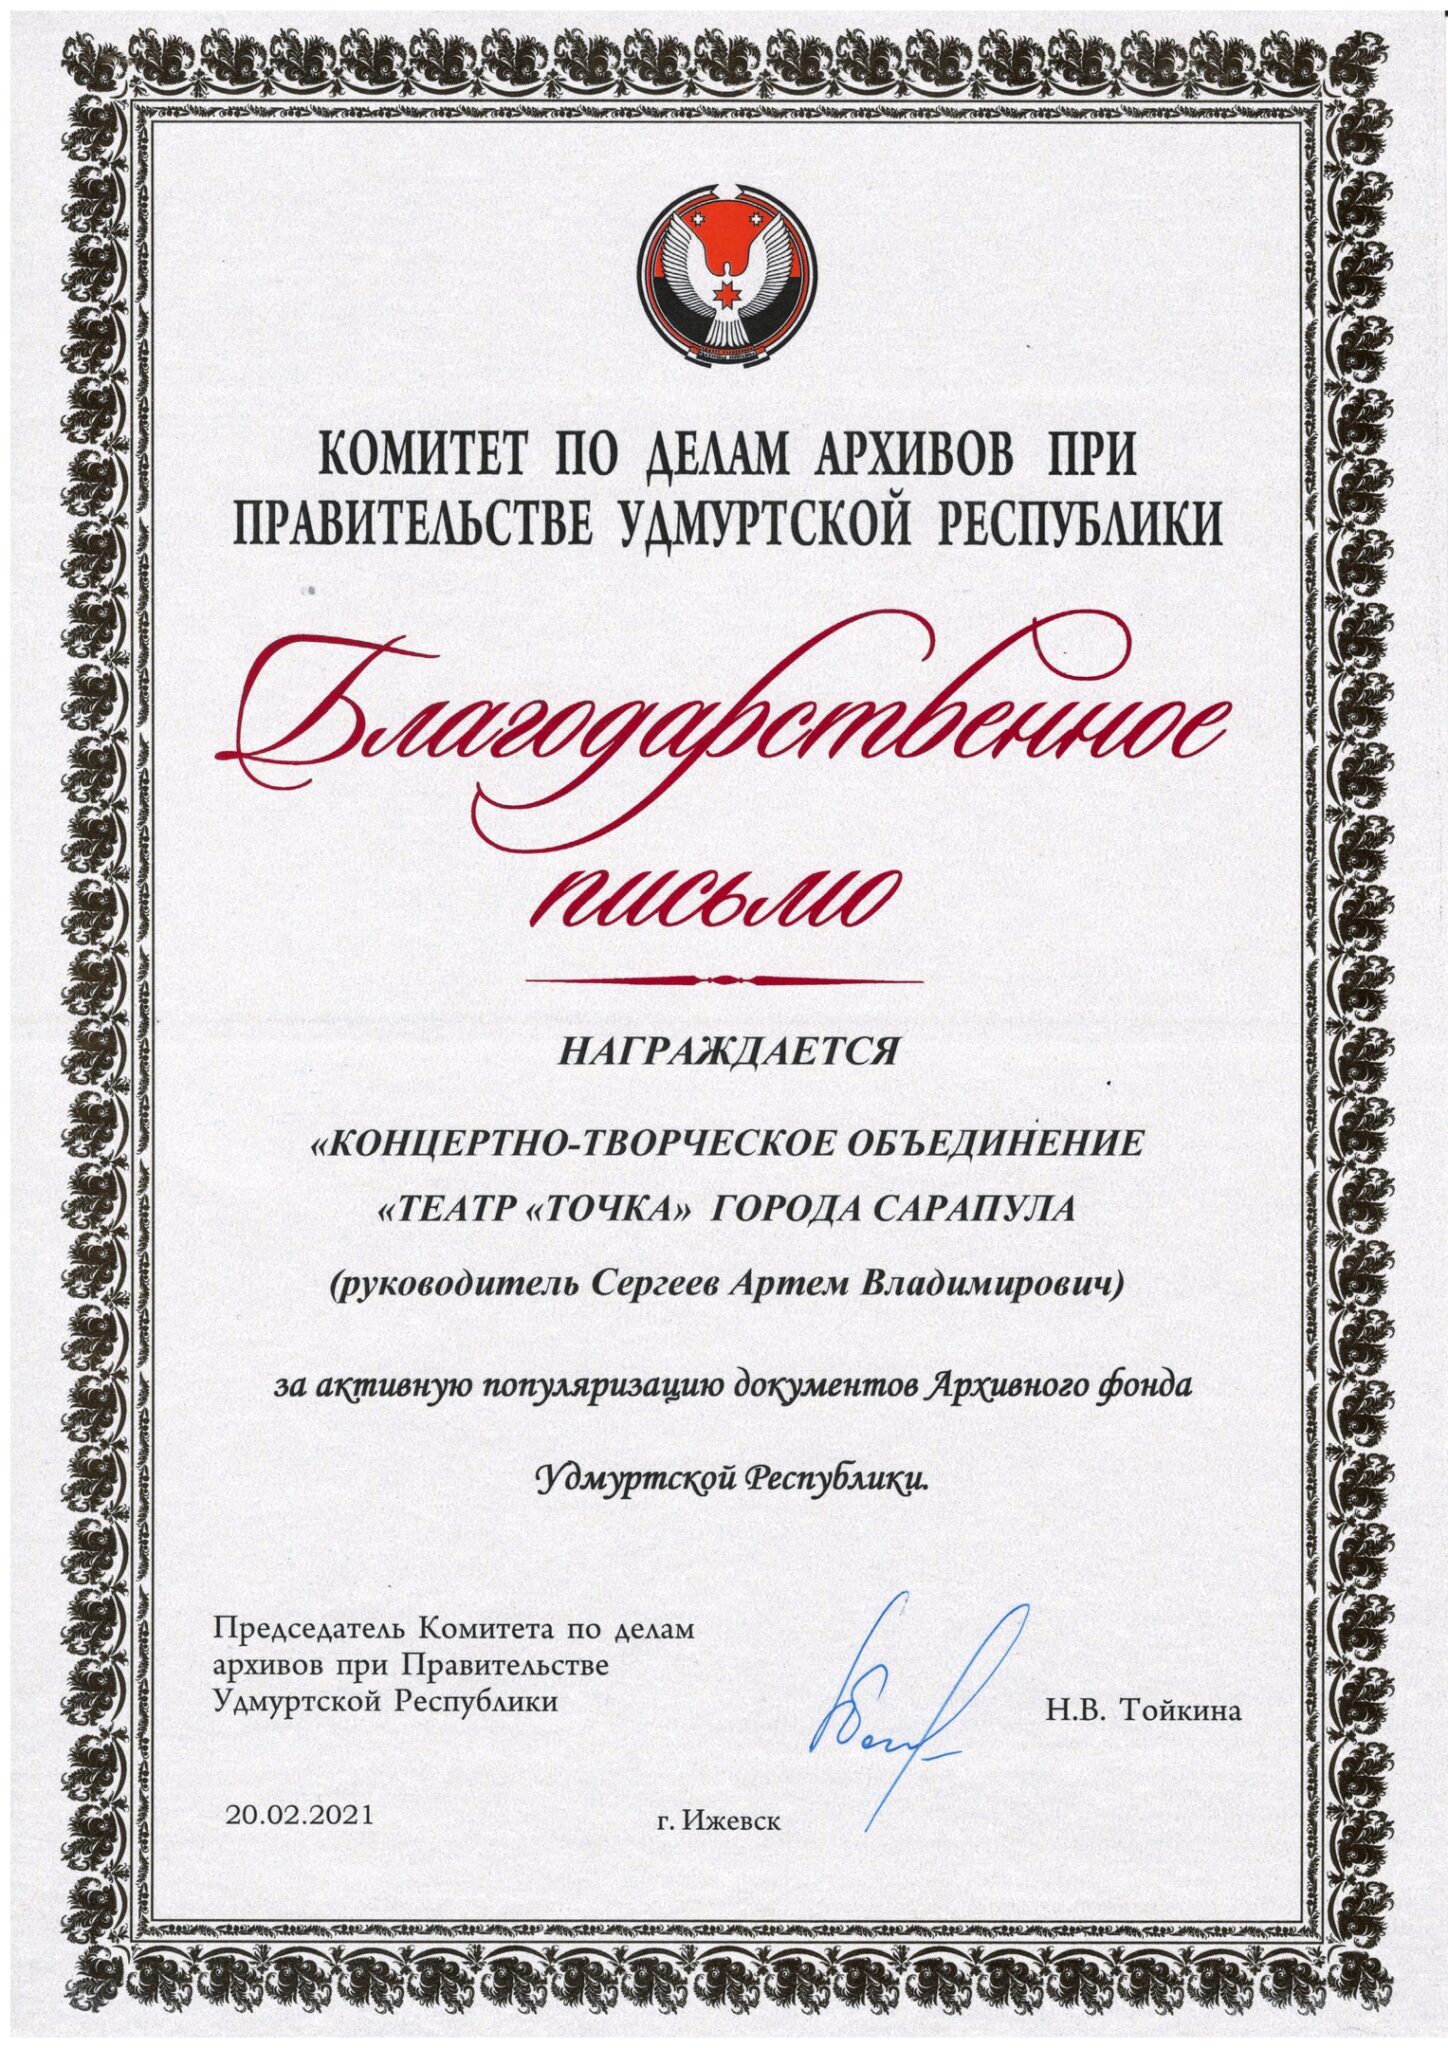 КОМИТЕТ ПО ДЕЛАМ АРХИВОВ ПРИ
ПРАВИТЕЛЬСТВЕ УДМУРТСКОЙ РЕСПУБЛИКИ
Благодарственное
письмо
НАГРАЖДАЕТСЯ
«КОНЦЕРТНО-ТВОРЧЕСКОЕ ОБЪЕДИНЕНИЕ
«ТЕАТР «ТОЧКА» ГОРОДА САРАПУЛА
(руководитель Сергеев Артем Владимирович)
за активную популяризацию документов Архивного фонда
Удмуртской Республики.
Председатель Комитета по делам
архивов при Правительстве
Удмуртской Республики
Н.В. Тойкина
20.02.2021
г. Ижевск